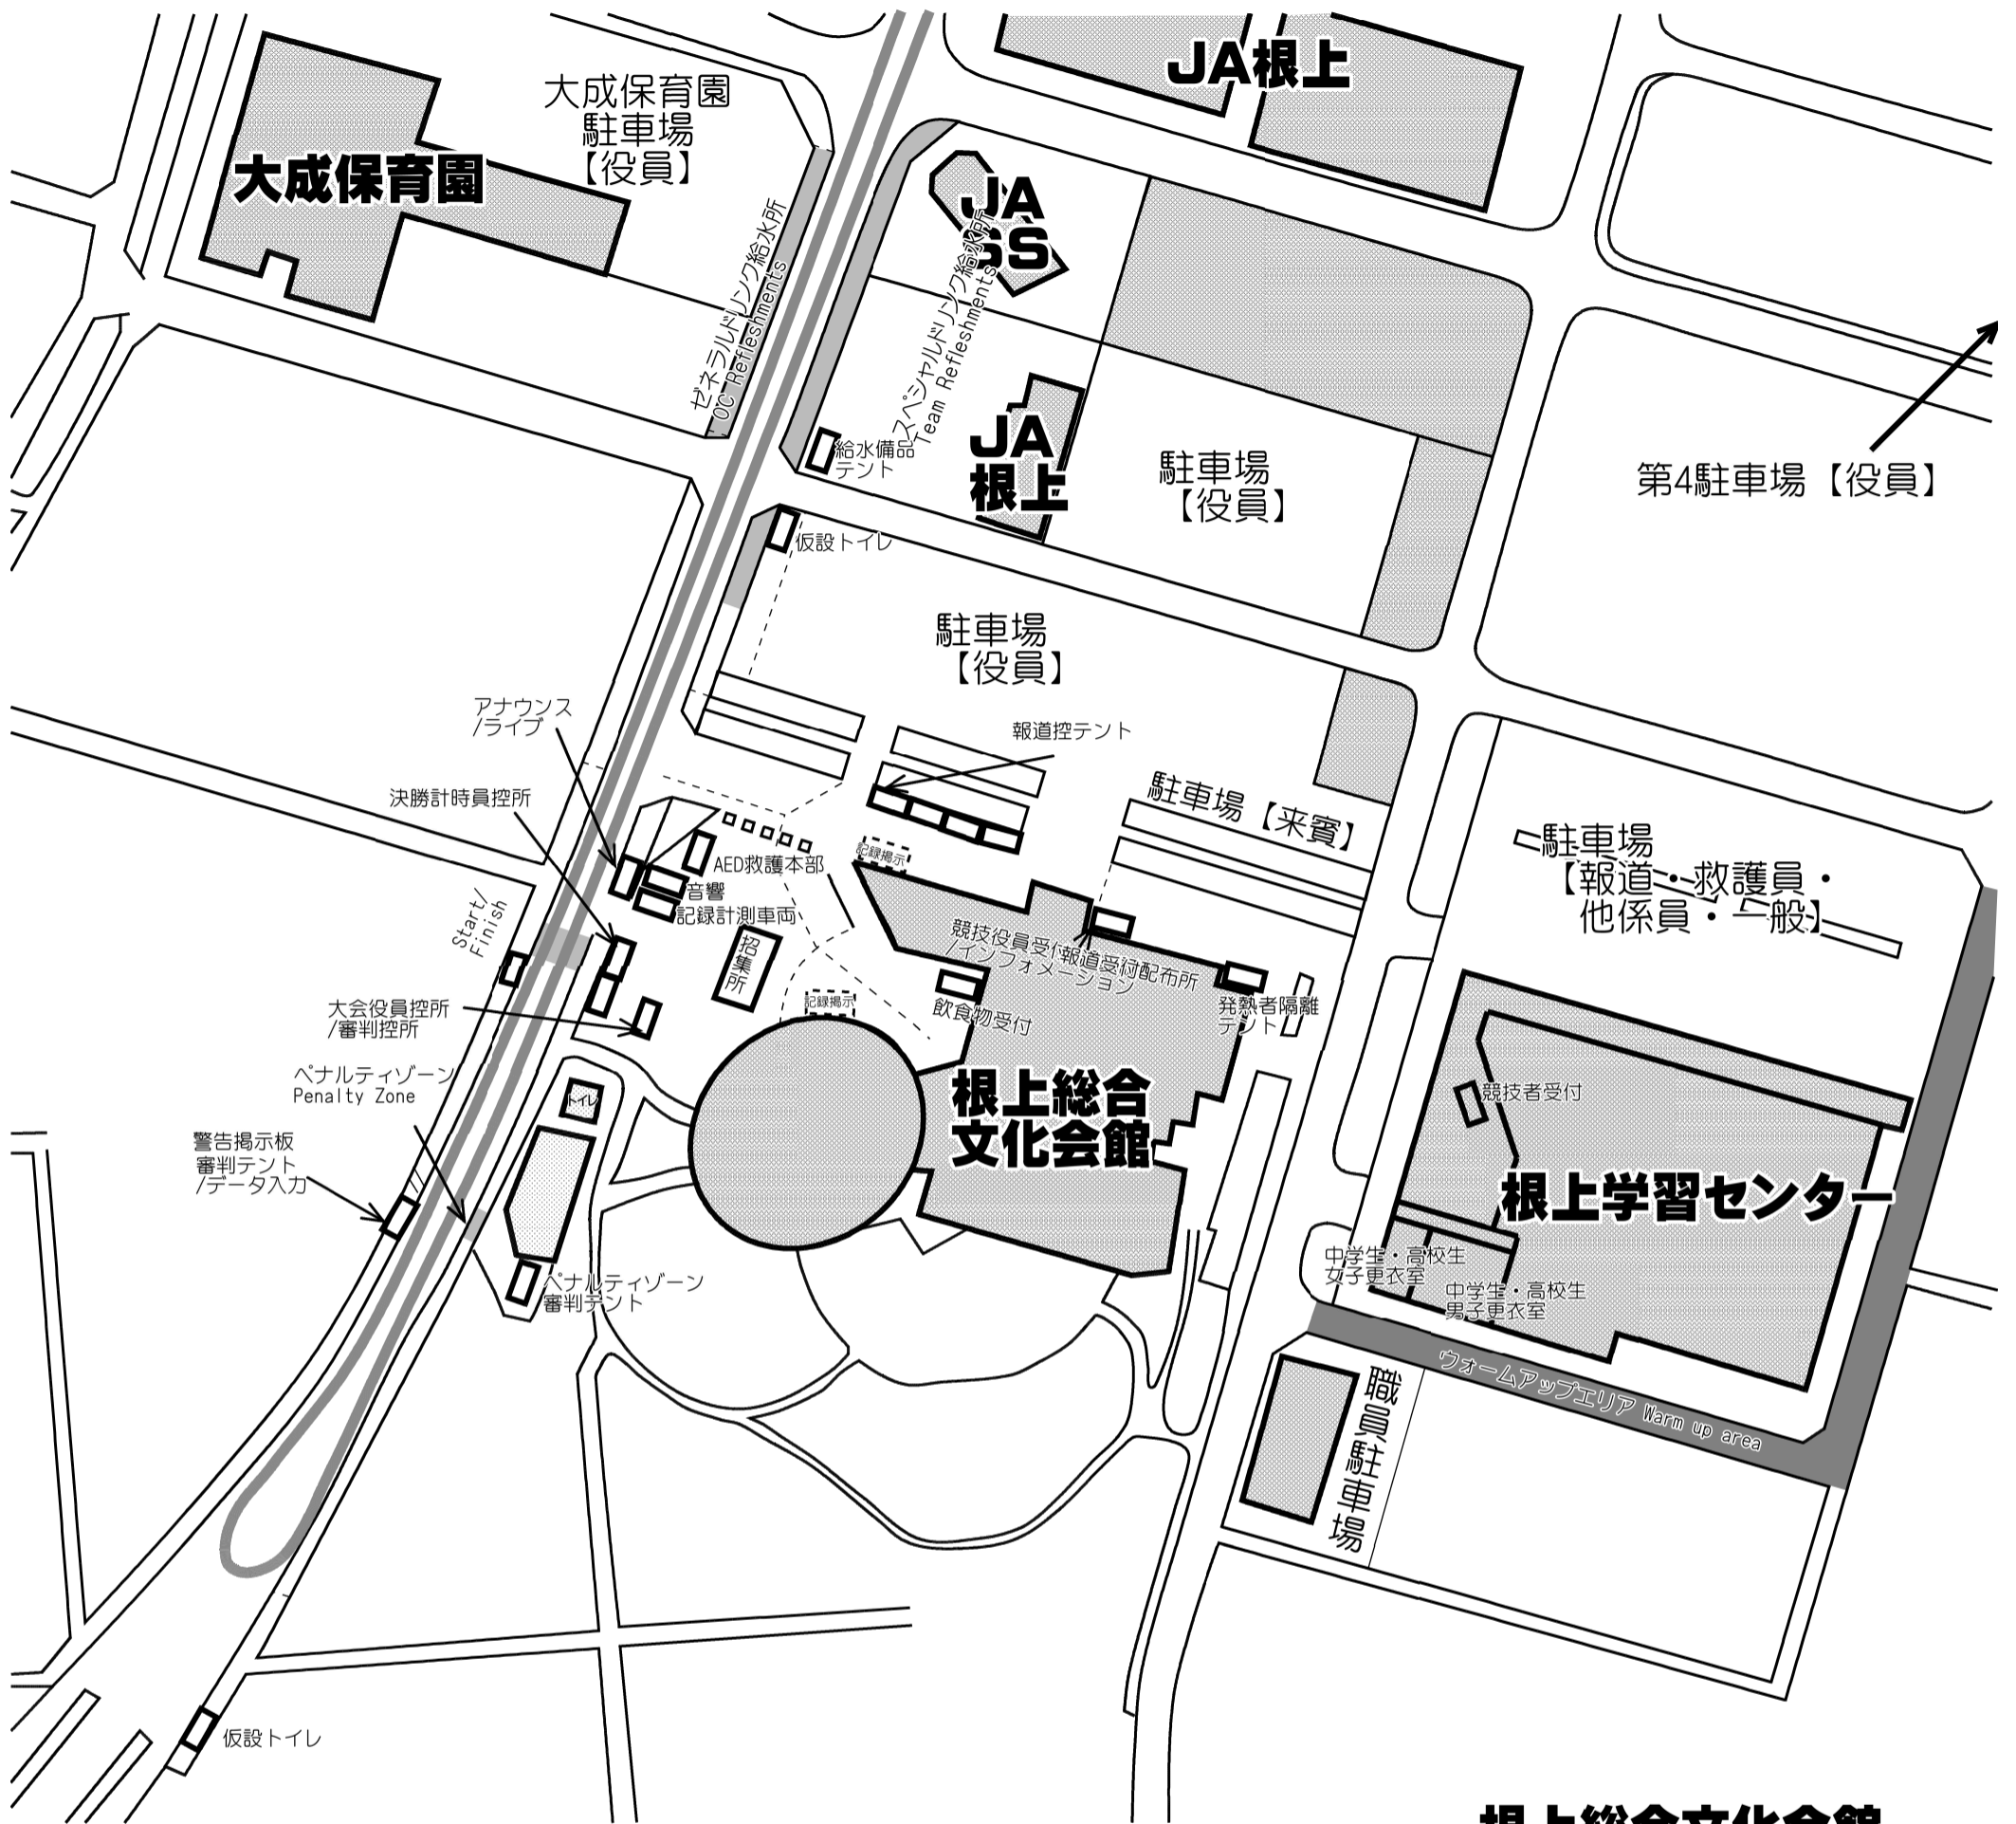 JA根上
大成保育園
駐車場
【役員】
大成保育園
JA
SS
ゼネラルドリンク給水所
OC Refleshments
スペシャルドリンク給水所
Team Refleshments
給水備品
テント
JA
根上
駐車場
【役員】
第4駐車場【役員】
仮設トイレ
駐車場
【役員】
アナウンス
/ライブ
報道控テント
決勝計時員控所
駐車場【来賓】
駐車場
【報道・救護員・
他係員・一般】
記録掲示
AED救護本部
音響
記録計測車両
Start/
Finish
招集所
競技役員受付
/インフォメーション
報道受付
配布所
記録掲示
飲食物受付
発熱者隔離
テント
大会役員控所
/審判控所
ペナルティゾーン
Penalty Zone
トイレ
根上総合
文化会館
競技者受付
警告掲示板
審判テント
/データ入力
根上学習センター
ペナルティゾーン
審判テント
中学生・高校生
女子更衣室
中学生・高校生
男子更衣室
ウォームアップエリア Warm up area
職員駐車場
仮設トイレ
根上総合文化会館